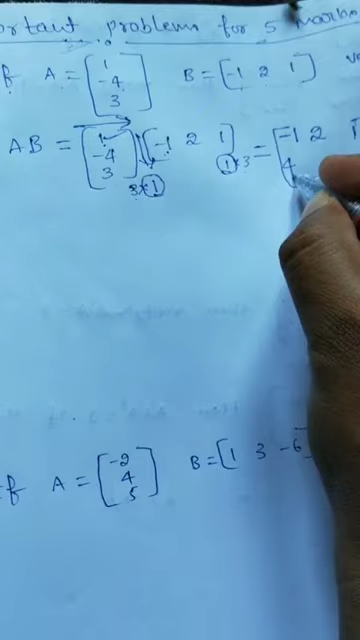 problems for 5 marks
If A = [1 -4 3] B = [-1 2 1]
AB = [1 -4 3] [-1 2 1] = [-1 2 1
3×1 1×3 4
If A = [-2 4 5] B = [1 3 -6]